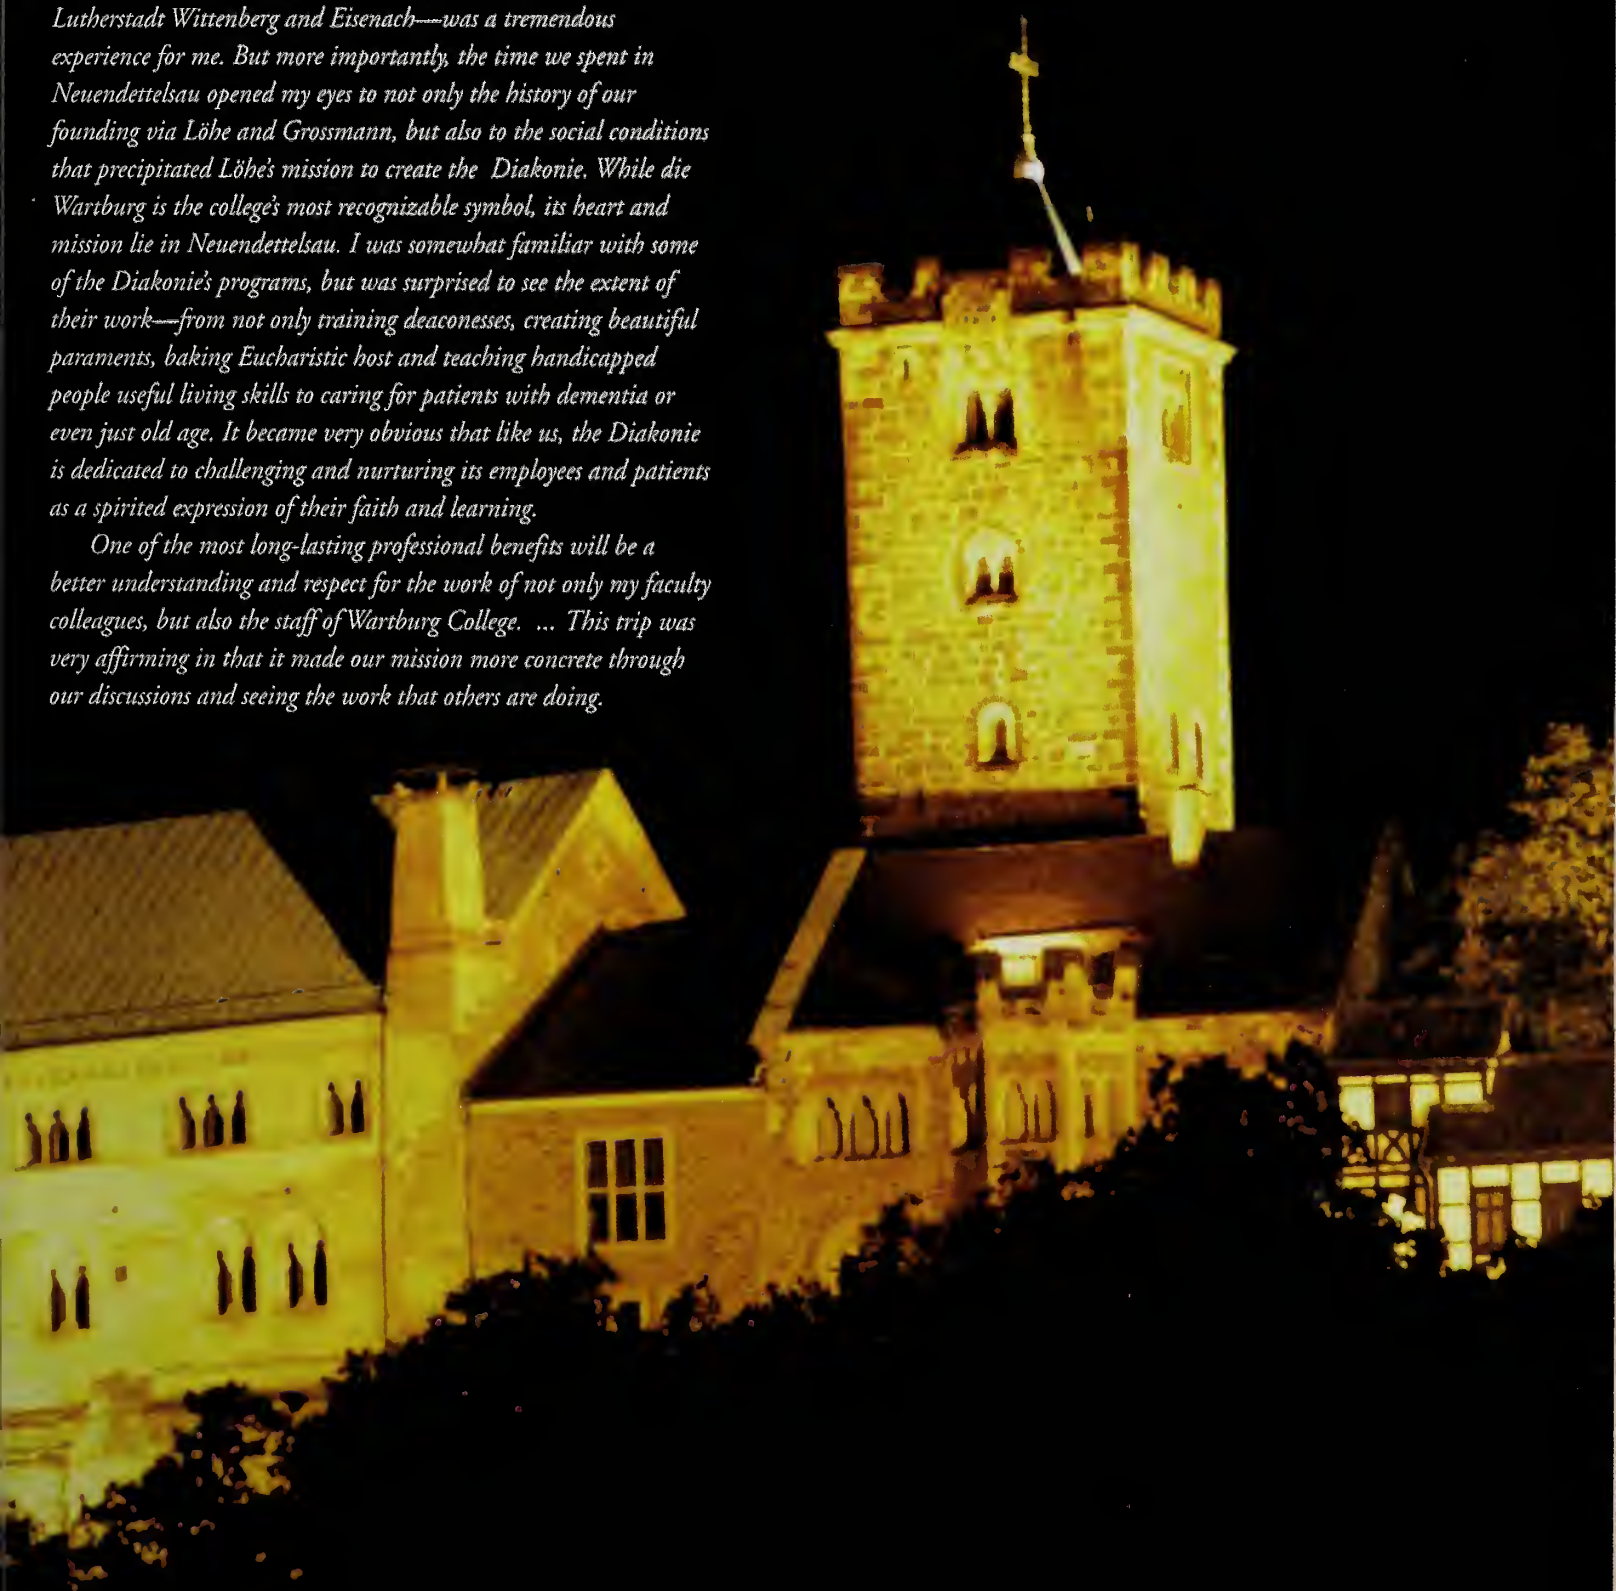 Lutherstadt Wittenberg and Eisenach—was a tremendous
experience for me. But more importantly, the time we spent in
Neuendettelsau opened my eyes to not only the history of our
founding via Löhe and Grossmann, but also to the social conditions
that precipitated Löhe's mission to create the Diakonie. While die
Wartburg is the college's most recognizable symbol, its heart and
mission lie in Neuendettelsau. I was somewhat familiar with some
of the Diakonie's programs, but was surprised to see the extent of
their work—from not only training deaconesses, creating beautiful
paraments, baking Eucharistic host and teaching handicapped
people useful living skills to caring for patients with dementia or
even just old age. It became very obvious that like us, the Diakonie
is dedicated to challenging and nurturing its employees and patients
as a spirited expression of their faith and learning.
One of the most long-lasting professional benefits will be a
better understanding and respect for the work of not only my faculty
colleagues, but also the staff of Wartburg College. ... This trip was
very affirming in that it made our mission more concrete through
our discussions and seeing the work that others are doing.